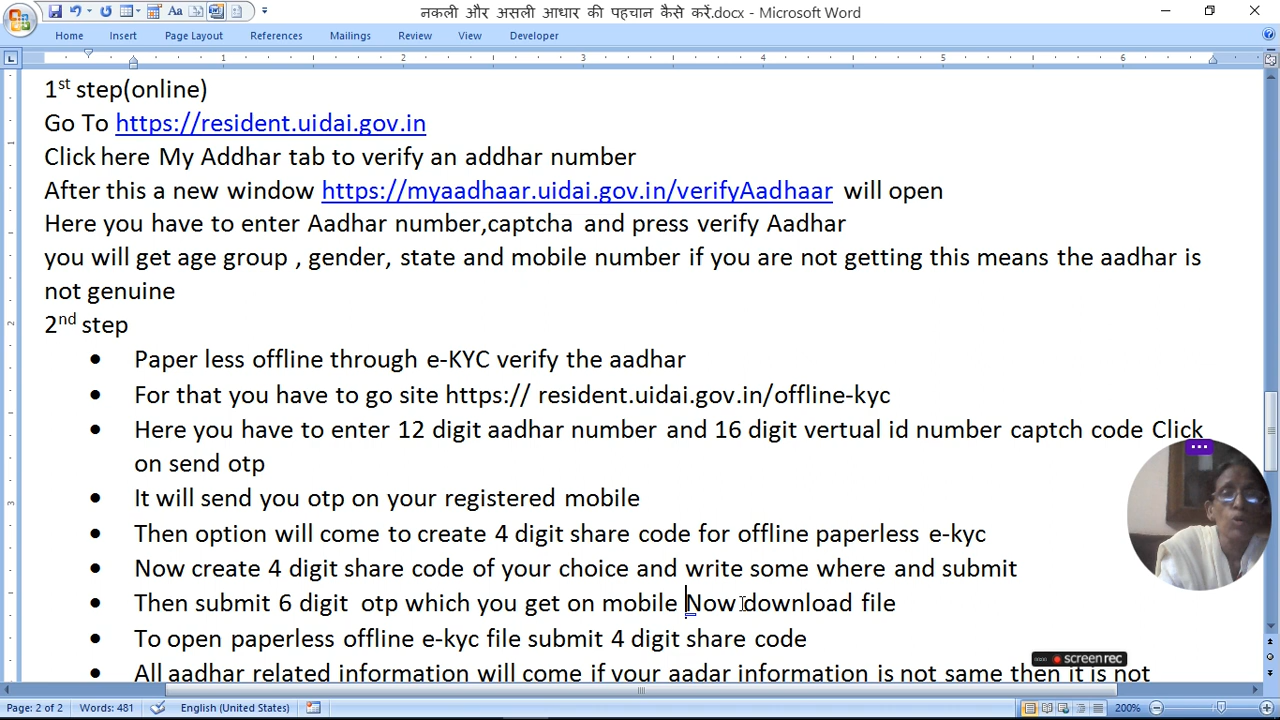 नकली और असली आधार की पहचान कैसे करें.docx - Microsoft Word
Home Insert Page Layout References Mailings Review View Developer
1 2 3 4 5 6
1st step(online)
Go To https://resident.uidai.gov.in
Click here My Addhar tab to verify an addhar number
After this a new window https://myaadhaar.uidai.gov.in/verifyAadhaar will open
Here you have to enter Aadhar number,captcha and press verify Aadhar
you will get age group , gender, state and mobile number if you are not getting this means the aadhar is
not genuine
2nd step
• Paper less offline through e-KYC verify the aadhar
• For that you have to go site https:// resident.uidai.gov.in/offline-kyc
• Here you have to enter 12 digit aadhar number and 16 digit vertual id number captch code Click
on send otp
• It will send you otp on your registered mobile
• Then option will come to create 4 digit share code for offline paperless e-kyc
• Now create 4 digit share code of your choice and write some where and submit
• Then submit 6 digit otp which you get on mobile Now download file
• To open paperless offline e-kyc file submit 4 digit share code
screenrec
• All aadhar related information will come if your aadar information is not same then it is not
Page: 2 of 2 Words: 481 English (United States) 200%